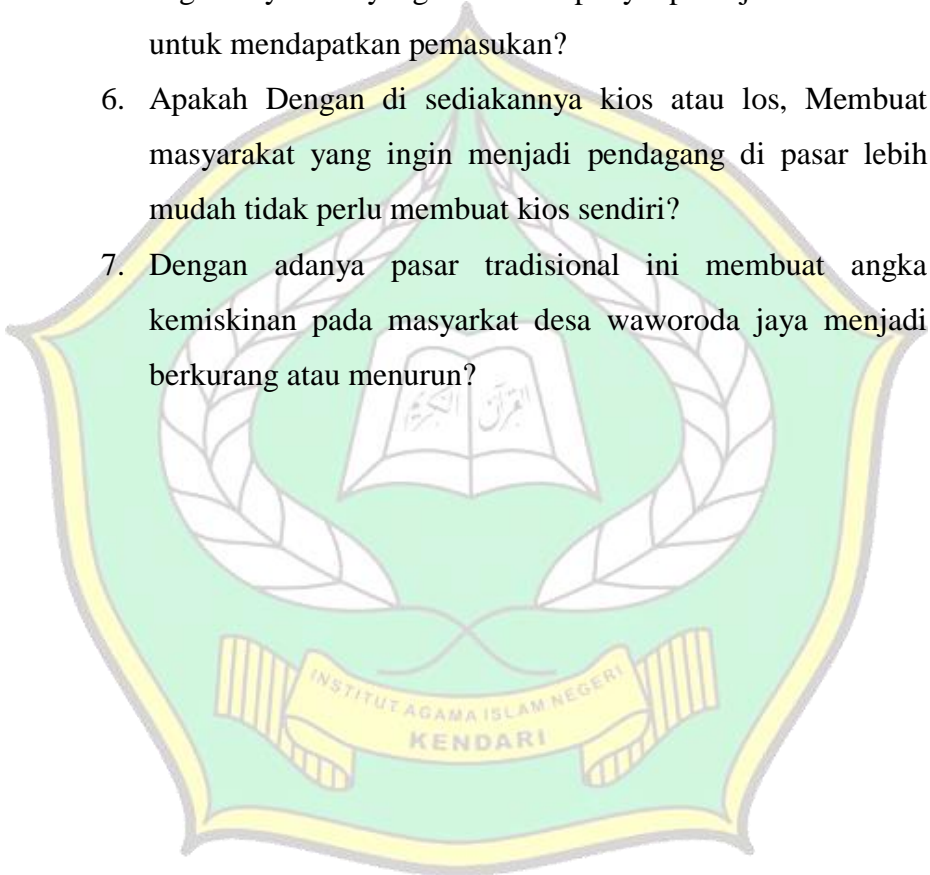 untuk mendapatkan pemasukan?
6. Apakah Dengan di sediakannya kios atau los, Membuat
masyarakat yang ingin menjadi pendagang di pasar lebih
mudah tidak perlu membuat kios sendiri?
7. Dengan adanya pasar tradisional ini membuat angka
kemiskinan pada masyarkat desa waworoda jaya menjadi
berkurang atau menurun?
القرآن الكريم
INSTITUT AGAMA ISLAM NEGERI
KENDARI